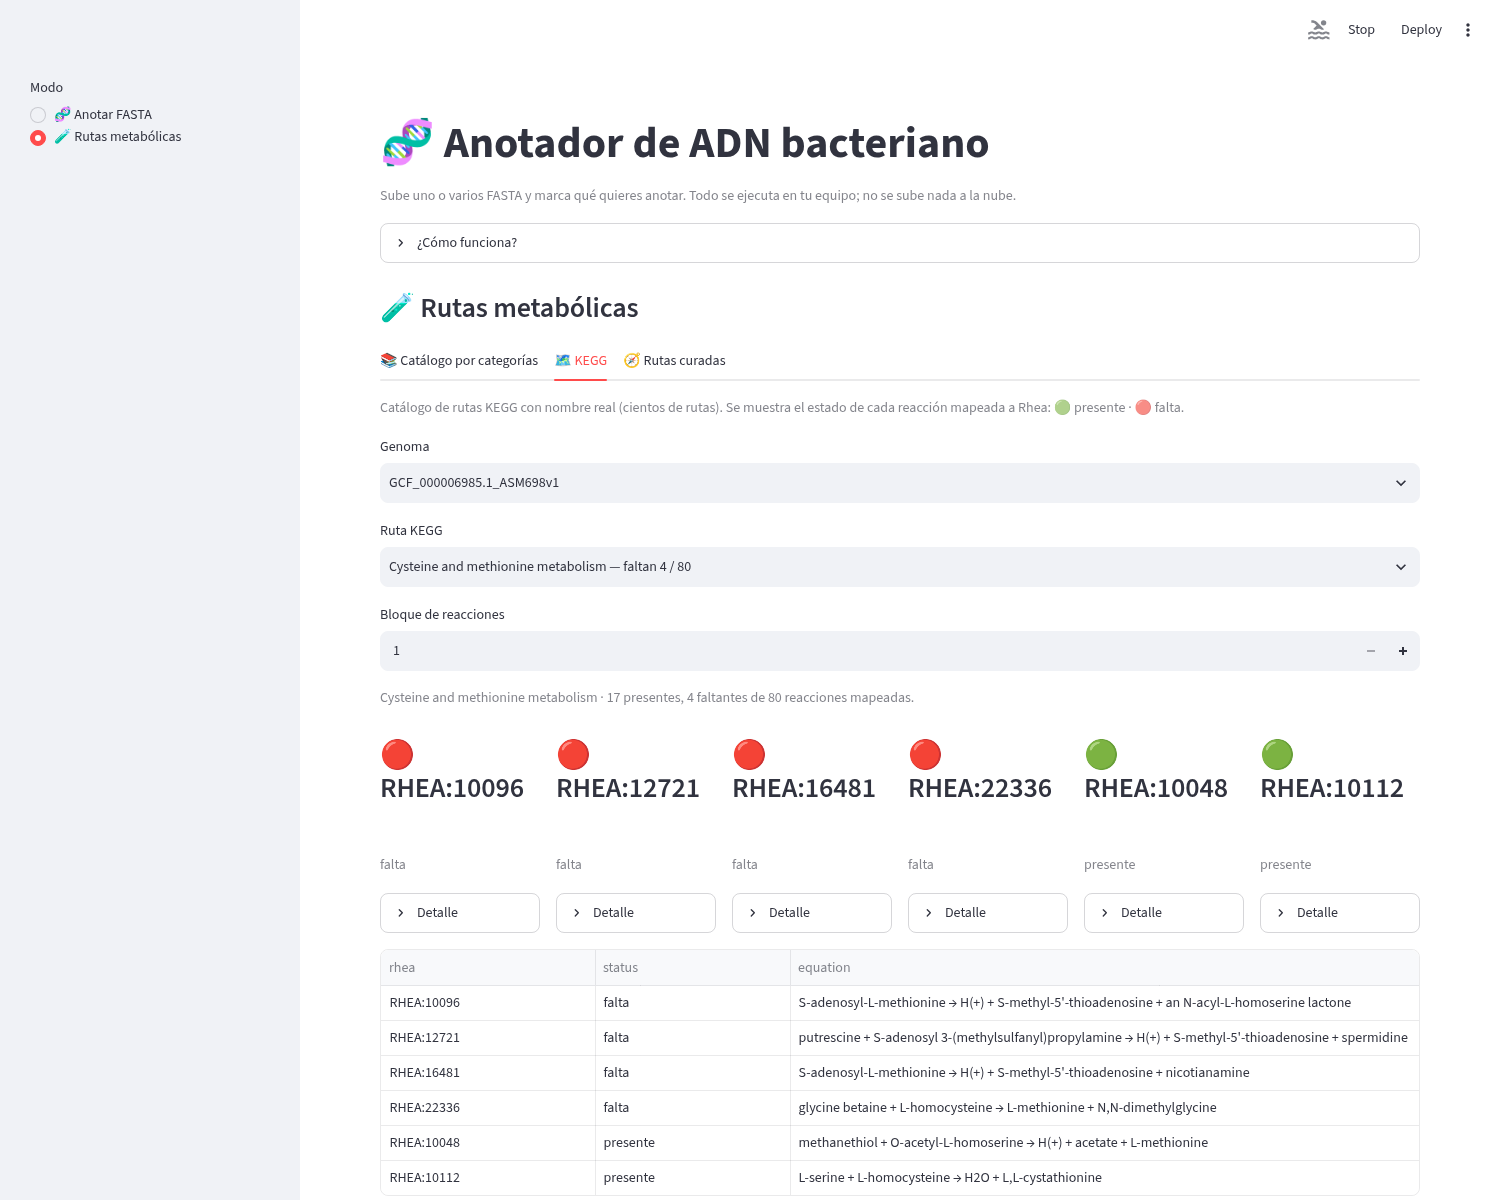 Stop Deploy
Modo
Anotar FASTA
Rutas metabólicas
Anotador de ADN bacteriano
Sube uno o varios FASTA y marca qué quieres anotar. Todo se ejecuta en tu equipo; no se sube nada a la nube.
¿Cómo funciona?
Rutas metabólicas
Catálogo por categorías KEGG Rutas curadas
Catálogo de rutas KEGG con nombre real (cientos de rutas). Se muestra el estado de cada reacción mapeada a Rhea: presente · falta.
Genoma
GCF_000006985.1_ASM698v1
Ruta KEGG
Cysteine and methionine metabolism — faltan 4 / 80
Bloque de reacciones
1
Cysteine and methionine metabolism · 17 presentes, 4 faltantes de 80 reacciones mapeadas.
RHEA:10096 RHEA:12721 RHEA:16481 RHEA:22336 RHEA:10048 RHEA:10112
falta falta falta falta presente presente
Detalle Detalle Detalle Detalle Detalle Detalle
rhea status equation
RHEA:10096 falta S-adenosyl-L-methionine → H(+) + S-methyl-5'-thioadenosine + an N-acyl-L-homoserine lactone
RHEA:12721 falta putrescine + S-adenosyl 3-(methylsulfanyl)propylamine → H(+) + S-methyl-5'-thioadenosine + spermidine
RHEA:16481 falta S-adenosyl-L-methionine → H(+) + S-methyl-5'-thioadenosine + nicotianamine
RHEA:22336 falta glycine betaine + L-homocysteine → L-methionine + N,N-dimethylglycine
RHEA:10048 presente methanethiol + O-acetyl-L-homoserine → H(+) + acetate + L-methionine
RHEA:10112 presente L-serine + L-homocysteine → H2O + L,L-cystathionine